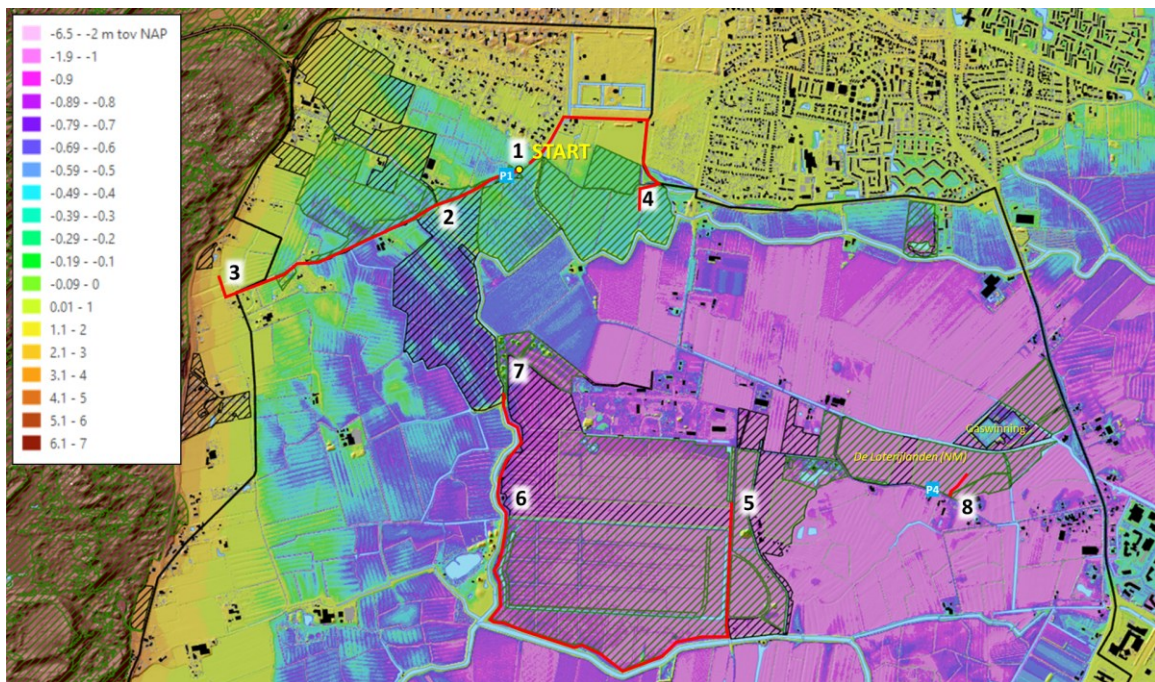 -6.5 - -2 m tov NAP
-1.9 - -1
-0.9
-0.89 - -0.8
-0.79 - -0.7
-0.69 - -0.6
-0.59 - -0.5
-0.49 - -0.4
-0.39 - -0.3
-0.29 - -0.2
-0.19 - -0.1
-0.09 - 0
0.01 - 1
1.1 - 2
2.1 - 3
3.1 - 4
4.1 - 5
5.1 - 6
6.1 - 7
1
START
P1
4
2
3
7
Gaswinning
De Laterijlanden (NM)
P4
6
5
8